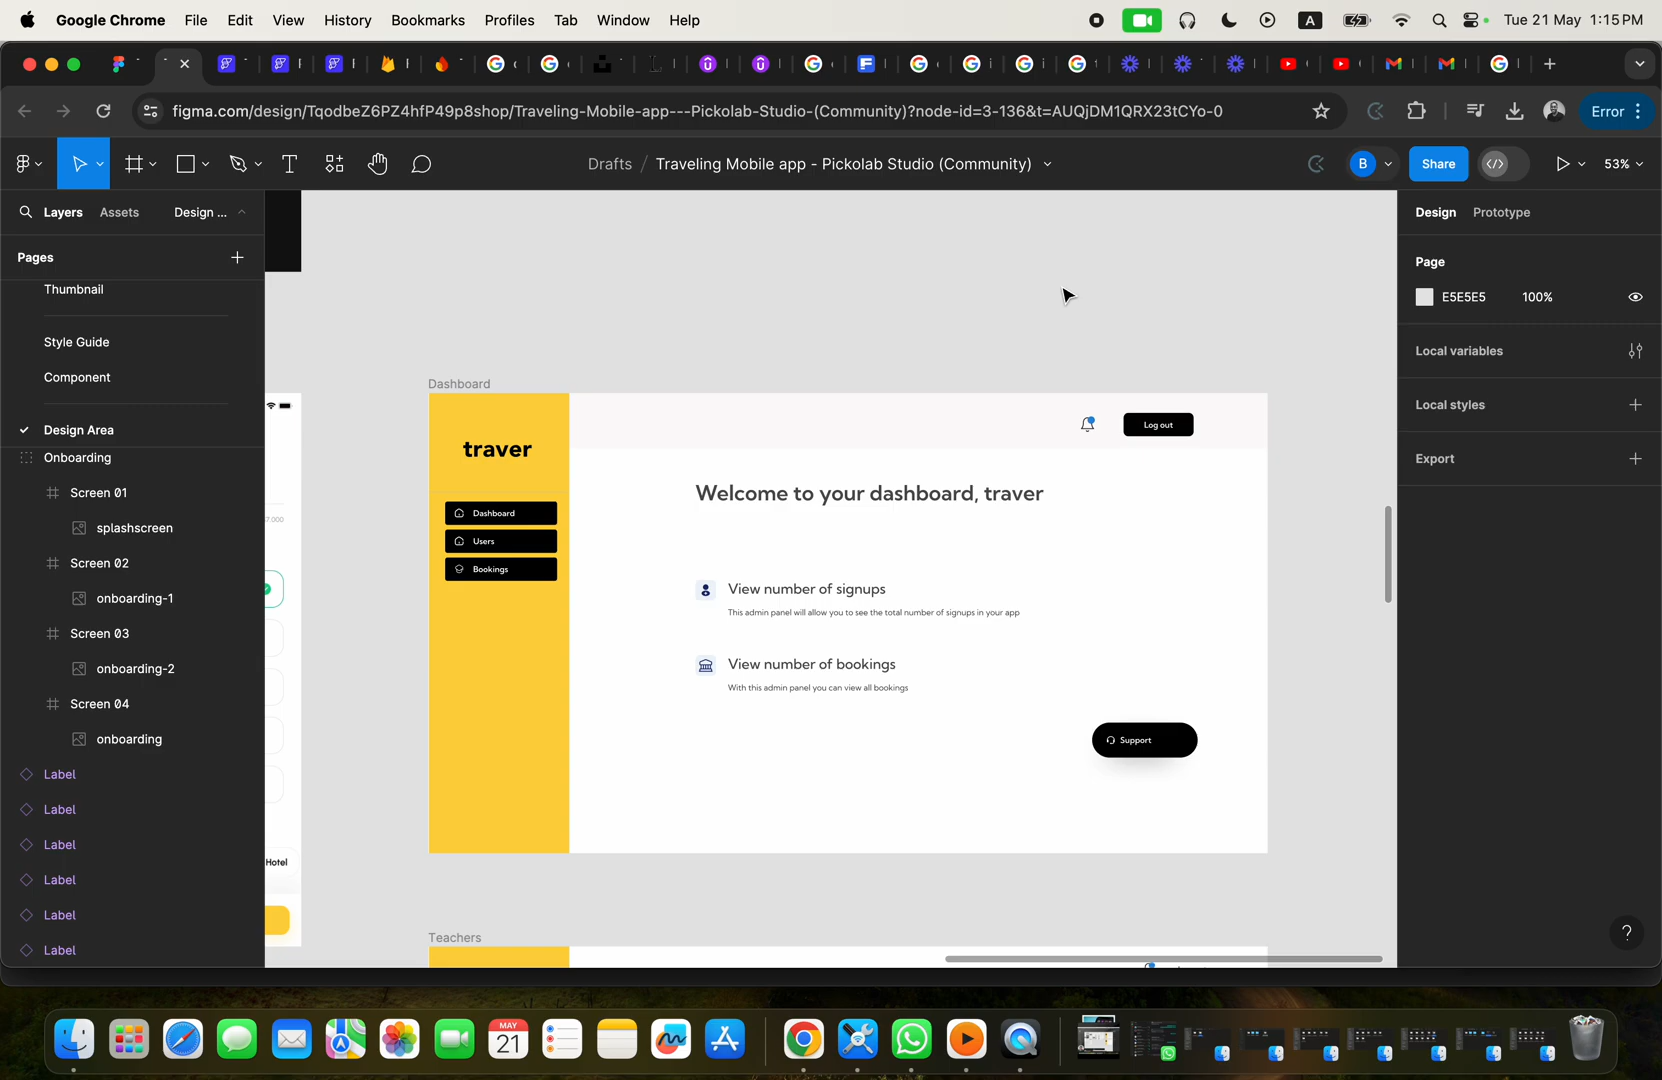 Google Chrome File Edit View History Bookmarks Profiles Tab Window Help
A
Tue 21 May 1:15 PM
figma.com/design/TqodbeZ6PZ4hfP49p8shop/Traveling-Mobile-app---Pickolab-Studio-(Community)?node-id=3-136&t=AUQjDM1QRX23tCYo-0
Error
Drafts / Traveling Mobile app - Pickolab Studio (Community)
B
Share
53%
Layers Assets Design ...
Pages
Thumbnail
Style Guide
Component
Design Area
Onboarding
Screen 01
splashscreen
Screen 02
onboarding-1
Screen 03
onboarding-2
Screen 04
onboarding
Label
Label
Label
Label
Label
Label
Hotel
Dashboard
traver
Log out
Dashboard
Users
Bookings
Welcome to your dashboard, traver
View number of signups
This admin panel will allow you to see the total number of signups in your app
View number of bookings
With this admin panel you can view all bookings
Support
Teachers
Design Prototype
Page
E5E5E5 100%
Local variables
Local styles
Export
?
MAY
21